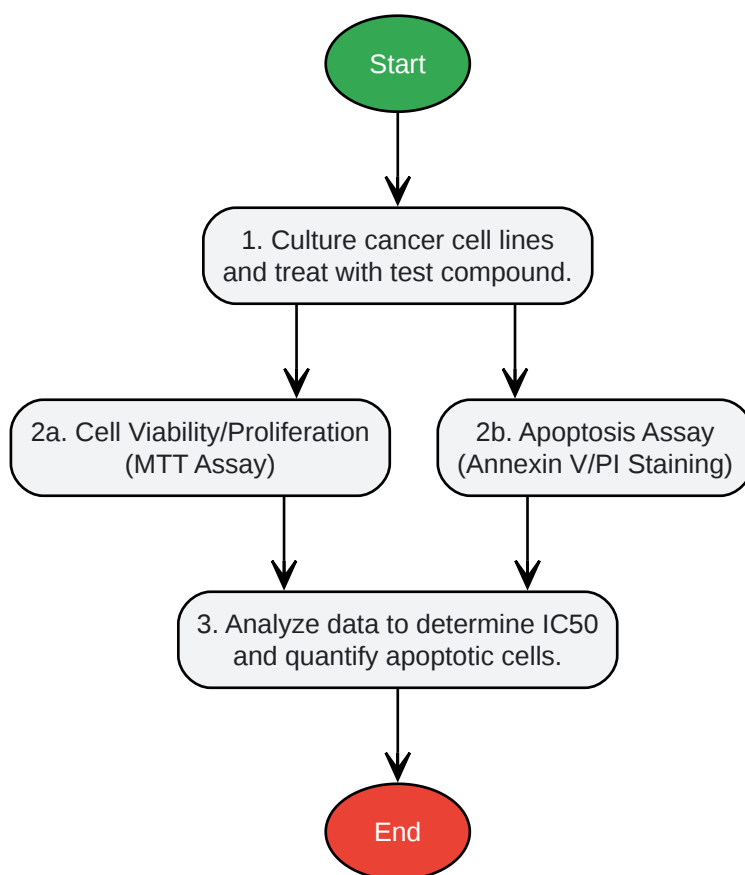 Start
1. Culture cancer cell lines
and treat with test compound.
2a. Cell Viability/Proliferation
(MTT Assay)
2b. Apoptosis Assay
(Annexin V/PI Staining)
3. Analyze data to determine IC50
and quantify apoptotic cells.
End